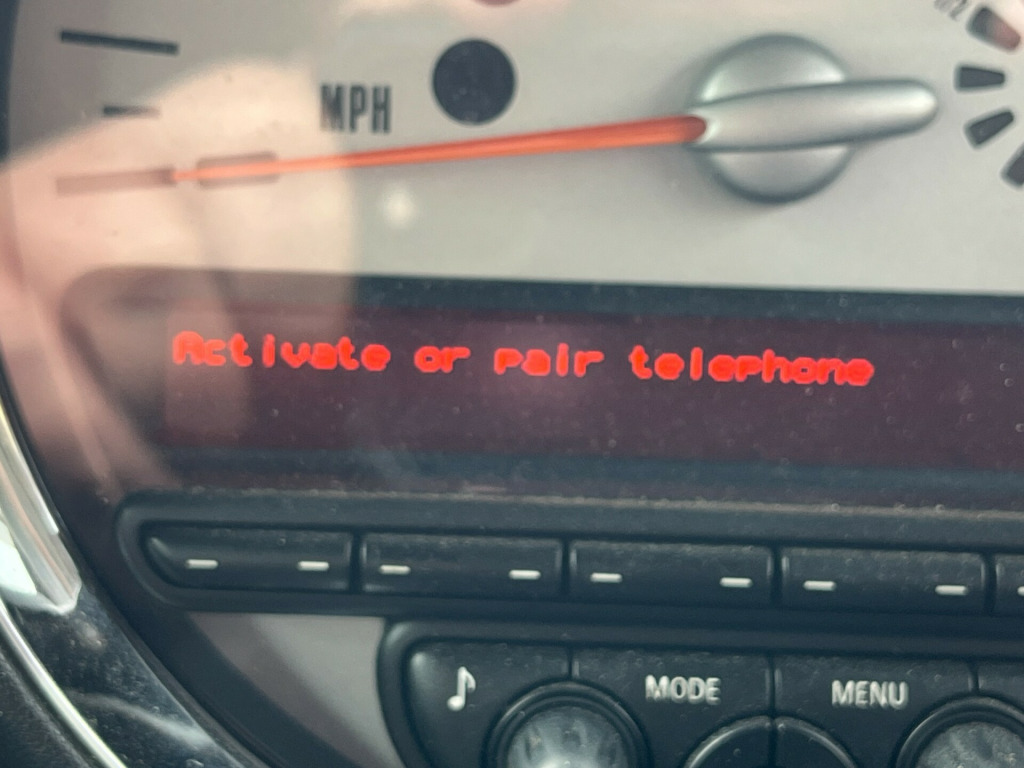 MPH
Activate or pair telephone
MODE
MENU